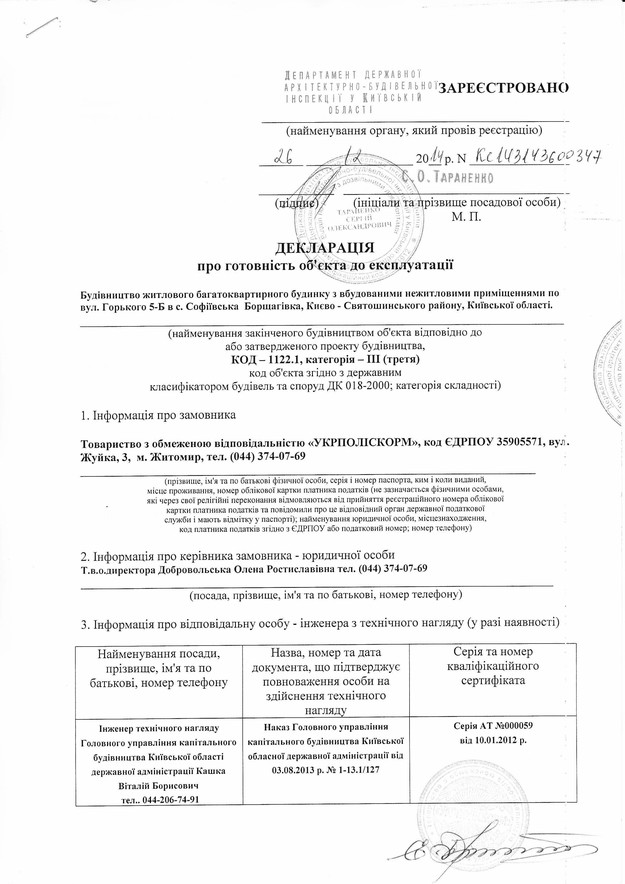 ДЕПАРТАМЕНТ ДЕРЖАВНОЇ
АРХІТЕКТУРНО-БУДІВЕЛЬНОЇ
ІНСПЕКЦІЇ У КИЇВСЬКІЙ
ОБЛАСТІ
ЗАРЕЄСТРОВАНО
(найменування органу, який провів реєстрацію)
26 12 2014р. N Кс143143600347
С.О.ТАРАНЕНКО
(підпис) (ініціали та прізвище посадової особи)
М. П.
ТАРАНЕНКО
СЕРГІЙ
ОЛЕКСАНДРОВИЧ
ДЕКЛАРАЦІЯ
про готовність об'єкта до експлуатації
Будівництво житлового багатоквартирного будинку з вбудованими нежитловими приміщеннями по
вул. Горького 5-Б в с. Софіївська Борщагівка, Києво - Святошинського району, Київської області.
(найменування закінченого будівництвом об'єкта відповідно до
або затвердженого проекту будівництва,
КОД – 1122.1, категорія – III (третя)
код об'єкта згідно з державним
класифікатором будівель та споруд ДК 018-2000; категорія складності)
1. Інформація про замовника
Товариство з обмеженою відповідальністю «УКРПОЛІСКОРМ», код ЄДРПОУ 35905571, вул.
Жуйка, 3, м. Житомир, тел. (044) 374-07-69
(прізвище, ім'я та по батькові фізичної особи, серія і номер паспорта, ким і коли виданий,
місце проживання, номер облікової картки платника податків (не зазначається фізичними особами,
які через свої релігійні переконання відмовляються від прийняття реєстраційного номера облікової
картки платника податків та повідомили про це відповідний орган державної податкової
служби і мають відмітку у паспорті); найменування юридичної особи, місцезнаходження,
код платника податків згідно з ЄДРПОУ або податковий номер; номер телефону)
2. Інформація про керівника замовника - юридичної особи
Т.в.о.директора Добровольська Олена Ростиславівна тел. (044) 374-07-69
(посада, прізвище, ім'я та по батькові, номер телефону)
3. Інформація про відповідальну особу - інженера з технічного нагляду (у разі наявності)
Найменування посади,
прізвище, ім'я та по
батькові, номер телефону
Назва, номер та дата
документа, що підтверджує
повноваження особи на
здійснення технічного
нагляду
Серія та номер
кваліфікаційного
сертифіката
Інженер технічного нагляду
Головного управління капітального
будівництва Київської області
державної адміністрації Кашка
Віталій Борисович
тел.. 044-206-74-91
Наказ Головного управління
капітального будівництва Київської
обласної державної адміністрації від
03.08.2013 р. № 1-13.1/127
Серія АТ №000059
від 10.01.2012 р.